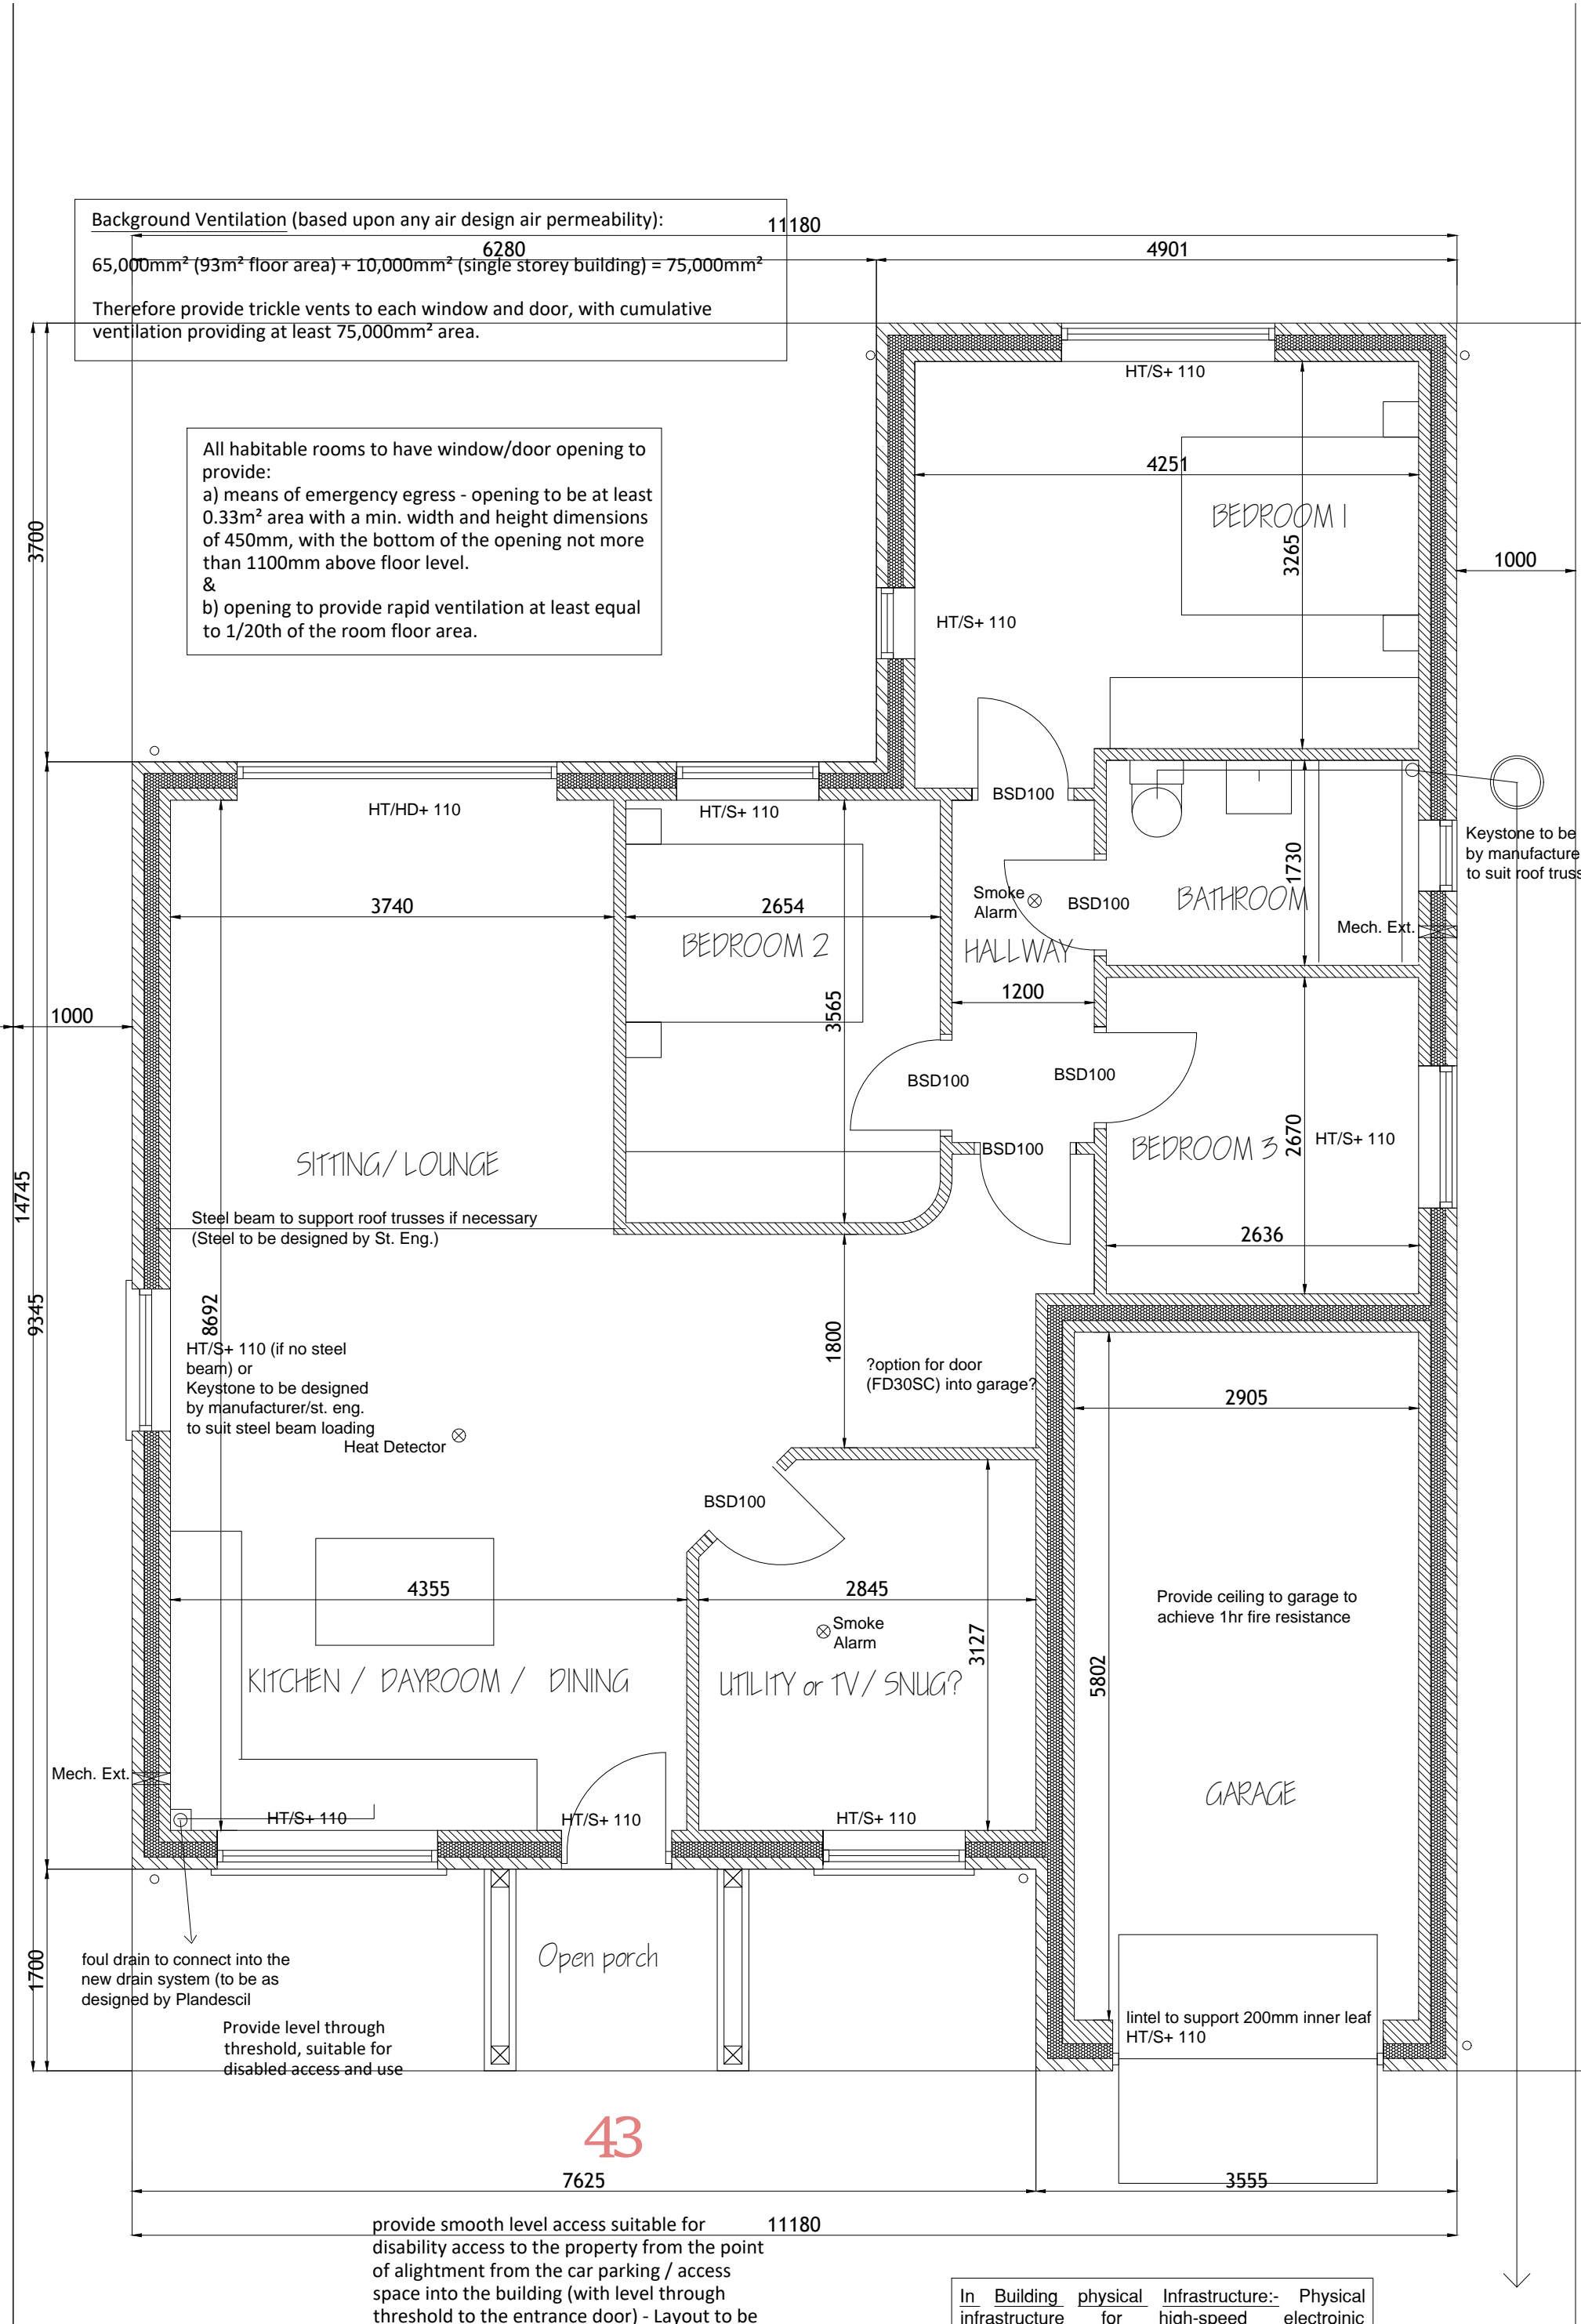 Background Ventilation (based upon any air design air permeability):
11180
6280
4901
65,000mm² (93m² floor area) + 10,000mm² (single storey building) = 75,000mm²
Therefore provide trickle vents to each window and door, with cumulative
ventilation providing at least 75,000mm² area.
HT/S+ 110
All habitable rooms to have window/door opening to
provide:
a) means of emergency egress - opening to be at least
0.33m² area with a min. width and height dimensions
of 450mm, with the bottom of the opening not more
than 1100mm above floor level.
&
b) opening to provide rapid ventilation at least equal
to 1/20th of the room floor area.
4251
BEDROOM 1
3265
3700
1000
HT/S+ 110
BSD100
HT/HD+ 110
HT/S+ 110
Keystone to be
by manufacture
to suit roof truss
1730
Smoke
Alarm
BSD100
BATHROOM
3740
2654
Mech. Ext.
BEDROOM 2
HALLWAY
1200
3565
1000
BSD100
BSD100
2670
HT/S+ 110
BSD100
BEDROOM 3
SITTING/ LOUNGE
14745
Steel beam to support roof trusses if necessary
(Steel to be designed by St. Eng.)
2636
9345
8692
1800
HT/S+ 110 (if no steel
beam) or
Keystone to be designed
by manufacturer/st. eng.
to suit steel beam loading
?option for door
(FD30SC) into garage?
2905
Heat Detector
BSD100
4355
2845
Provide ceiling to garage to
achieve 1hr fire resistance
Smoke
Alarm
3127
5802
KITCHEN / DAYROOM / DINING
UTILITY or TV/ SNUG?
Mech. Ext.
GARAGE
HT/S+ 110
HT/S+ 110
HT/S+ 110
1700
Open porch
foul drain to connect into the
new drain system (to be as
designed by Plandescil
lintel to support 200mm inner leaf
HT/S+ 110
Provide level through
threshold, suitable for
disabled access and use
43
7625
3555
11180
provide smooth level access suitable for
disability access to the property from the point
of alightment from the car parking / access
space into the building (with level through
threshold to the entrance door) - Layout to be
In Building physical Infrastructure:- Physical
infrastructure for high-speed electroinic